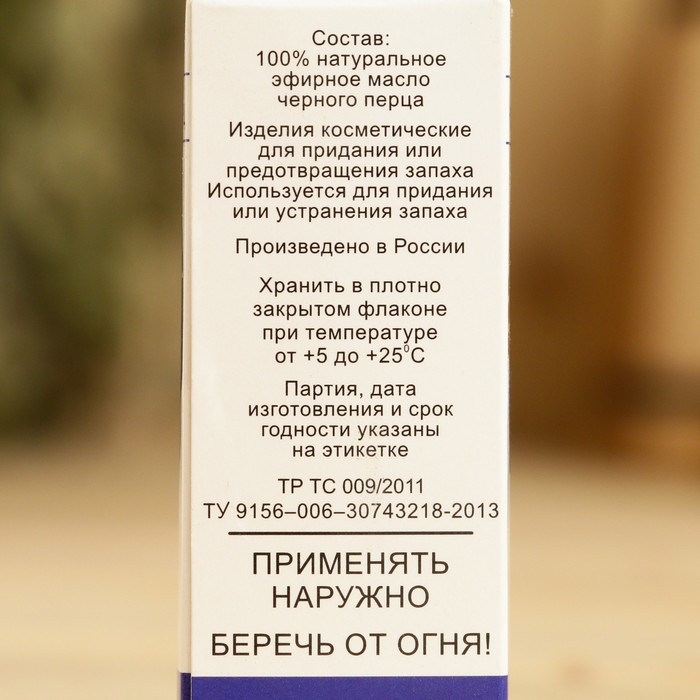 Состав:
100% натуральное
эфирное масло
черного перца
Изделия косметические
для придания или
предотвращения запаха
Используется для придания
или устранения запаха
Произведено в России
Хранить в плотно
закрытом флаконе
при температуре
от +5 до +25⁰С
Партия, дата
изготовления и срок
годности указаны
на этикетке
ТР ТС 009/2011
ТУ 9156–006–30743218-2013
ПРИМЕНЯТЬ
НАРУЖНО
БЕРЕЧЬ ОТ ОГНЯ!